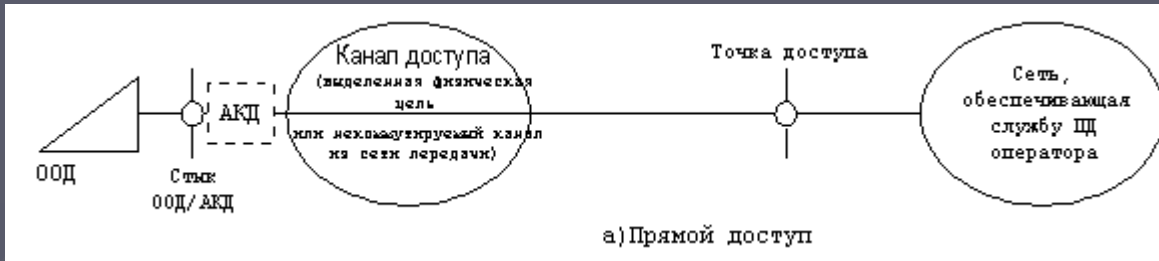 Канал доступа
(выделенная физическая
цель
или некоммутируемый канал
из сети передачи)
АКД
ООД
Стык
ООД/АКД
Точка доступа
Сеть,
обеспечивающая
службу ПД
оператора
а)Прямой доступ